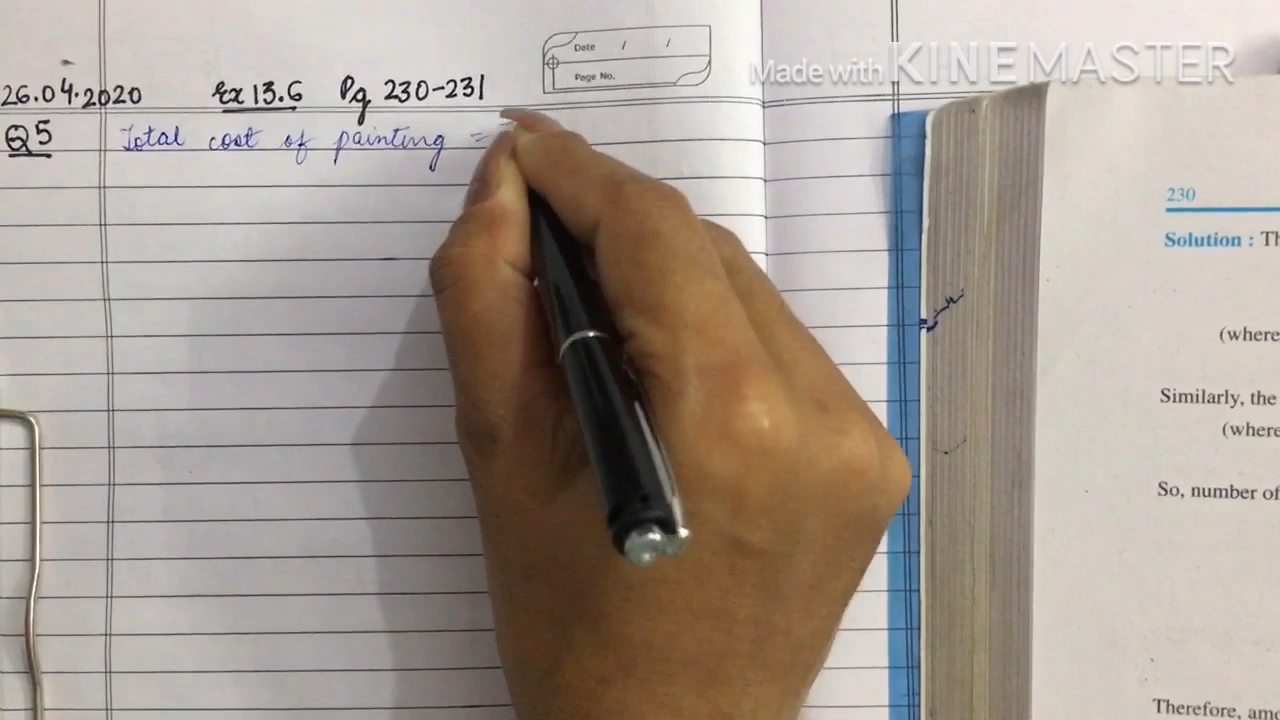 Made with KINEMASTER
Date / /
Page No.
26.04.2020 Ex 13.6 Pg 230-231
Q5 Total cost of painting =
230
Solution : Th
(where
Similarly, the
(where
So, number of
Therefore, amo